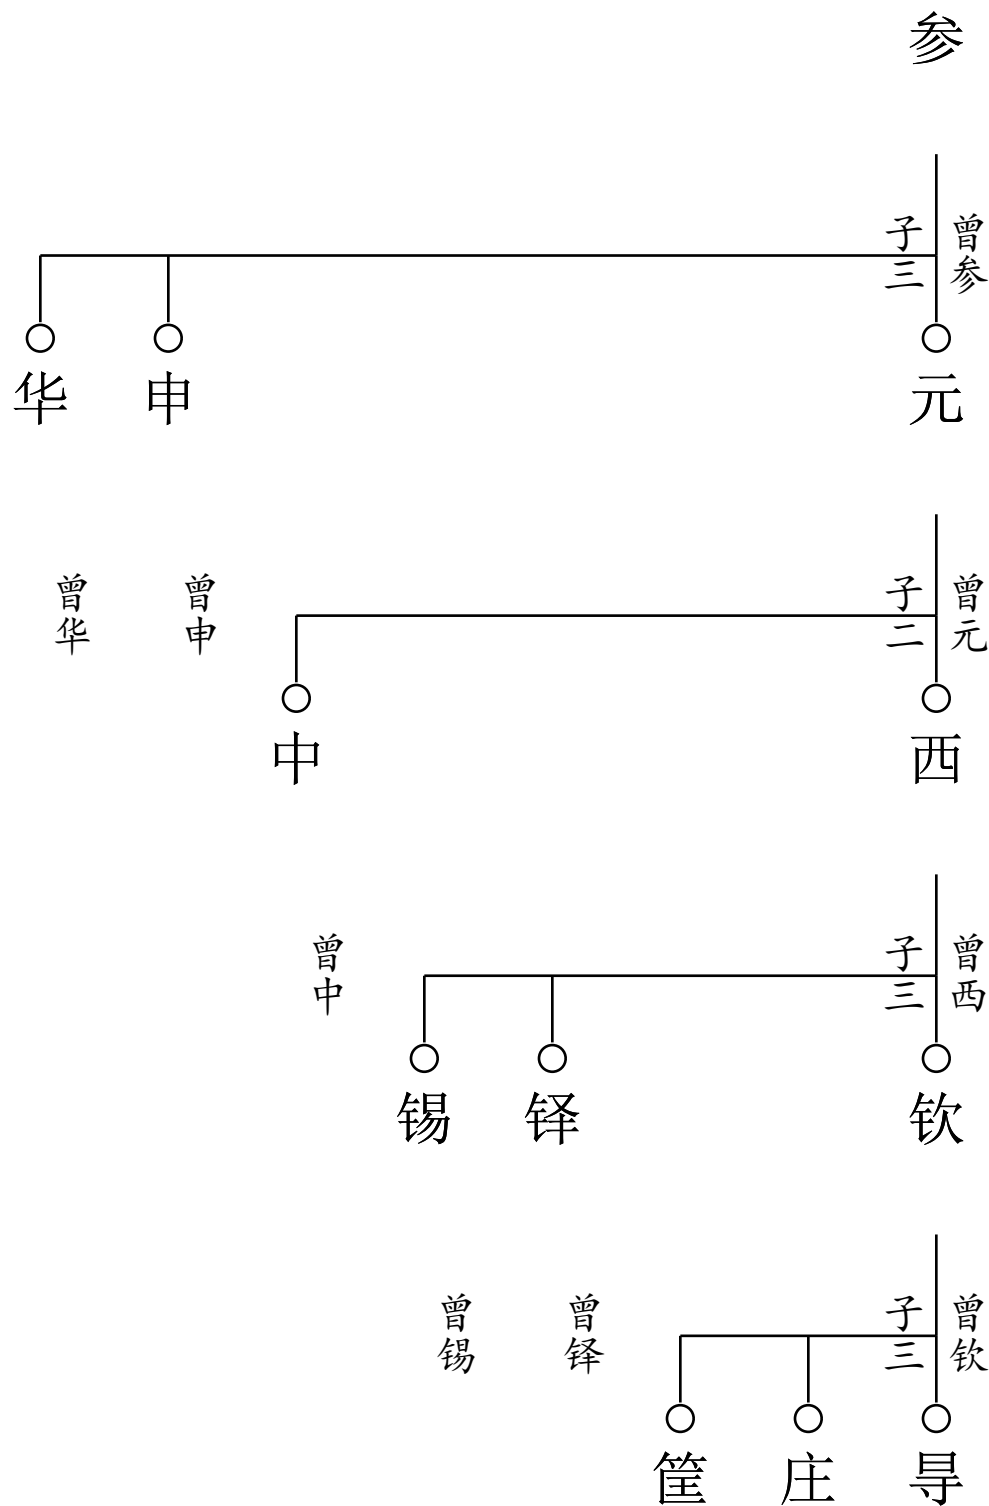 参
曾参
子三
元
申
华
曾元
子二
曾申
曾华
西
中
曾西
子三
曾中
钦
铎
锡
曾钦
子三
曾铎
曾锡
㝵
庄
筐